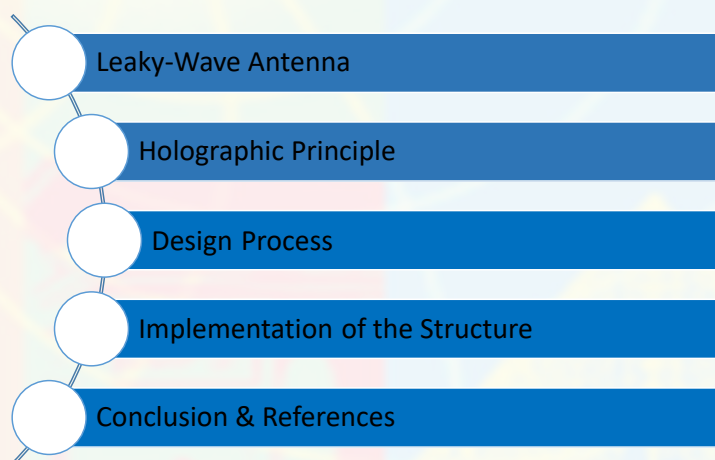 Leaky-Wave Antenna
Holographic Principle
Design Process
Implementation of the Structure
Conclusion & References